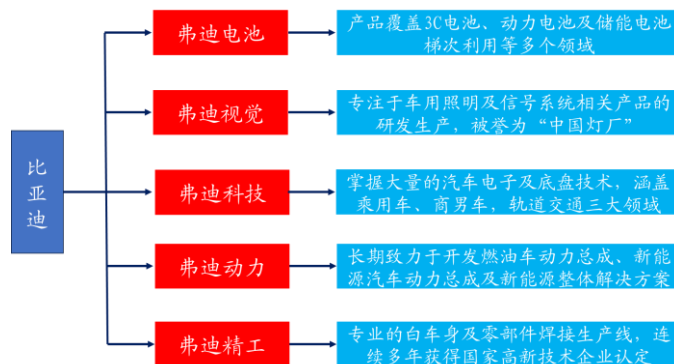 比亚迪
弗迪电池
产品覆盖3C电池、动力电池及储能电池
梯次利用等多个领域
弗迪视觉
专注于车用照明及信号系统相关产品的
研发生产，被誉为“中国灯厂”
弗迪科技
掌握大量的汽车电子及底盘技术，涵盖
乘用车、商男车，轨道交通三大领域
弗迪动力
长期致力于开发燃油车动力总成、新能
源汽车动力总成及新能源整体解决方案
弗迪精工
专业的白车身及零部件焊接生产线，连
续多年获得国家高新技术企业认定